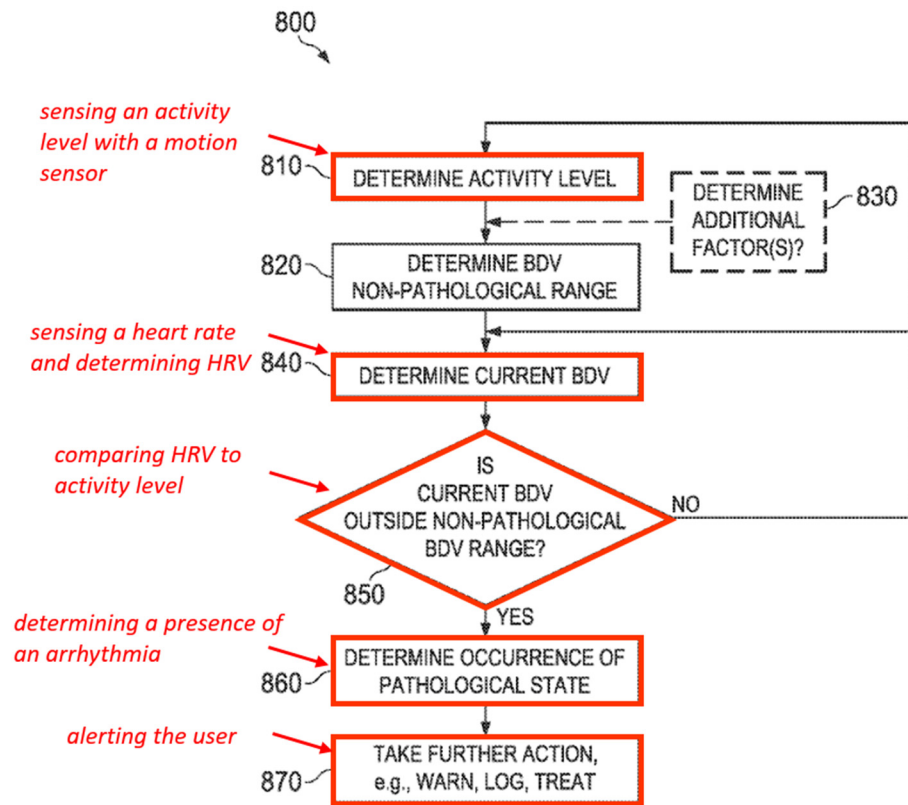 800
sensing an activity
level with a motion
sensor
810
DETERMINE ACTIVITY LEVEL
DETERMINE
ADDITIONAL
FACTOR(S)?
830
820
DETERMINE BDV
NON-PATHOLOGICAL RANGE
sensing a heart rate
and determining HRV
840
DETERMINE CURRENT BDV
comparing HRV to
activity level
IS
CURRENT BDV
OUTSIDE NON-PATHOLOGICAL
BDV RANGE?
NO
850
YES
determining a presence of
an arrhythmia
860
DETERMINE OCCURRENCE OF
PATHOLOGICAL STATE
alerting the user
870
TAKE FURTHER ACTION,
e.g., WARN, LOG, TREAT